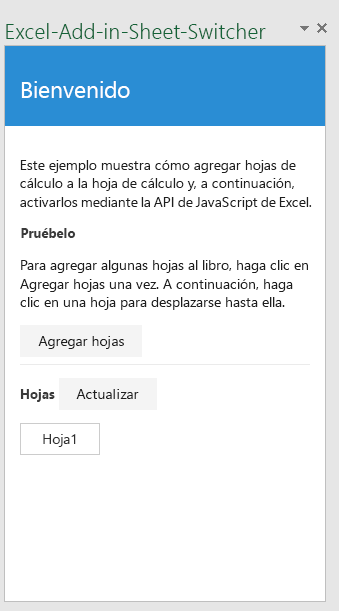 Excel-Add-in-Sheet-Switcher
Bienvenido
Este ejemplo muestra cómo agregar hojas de
cálculo a la hoja de cálculo y, a continuación,
activarlos mediante la API de JavaScript de Excel.
Pruébelo
Para agregar algunas hojas al libro, haga clic en
Agregar hojas una vez. A continuación, haga
clic en una hoja para desplazarse hasta ella.
Agregar hojas
Hojas Actualizar
Hoja1